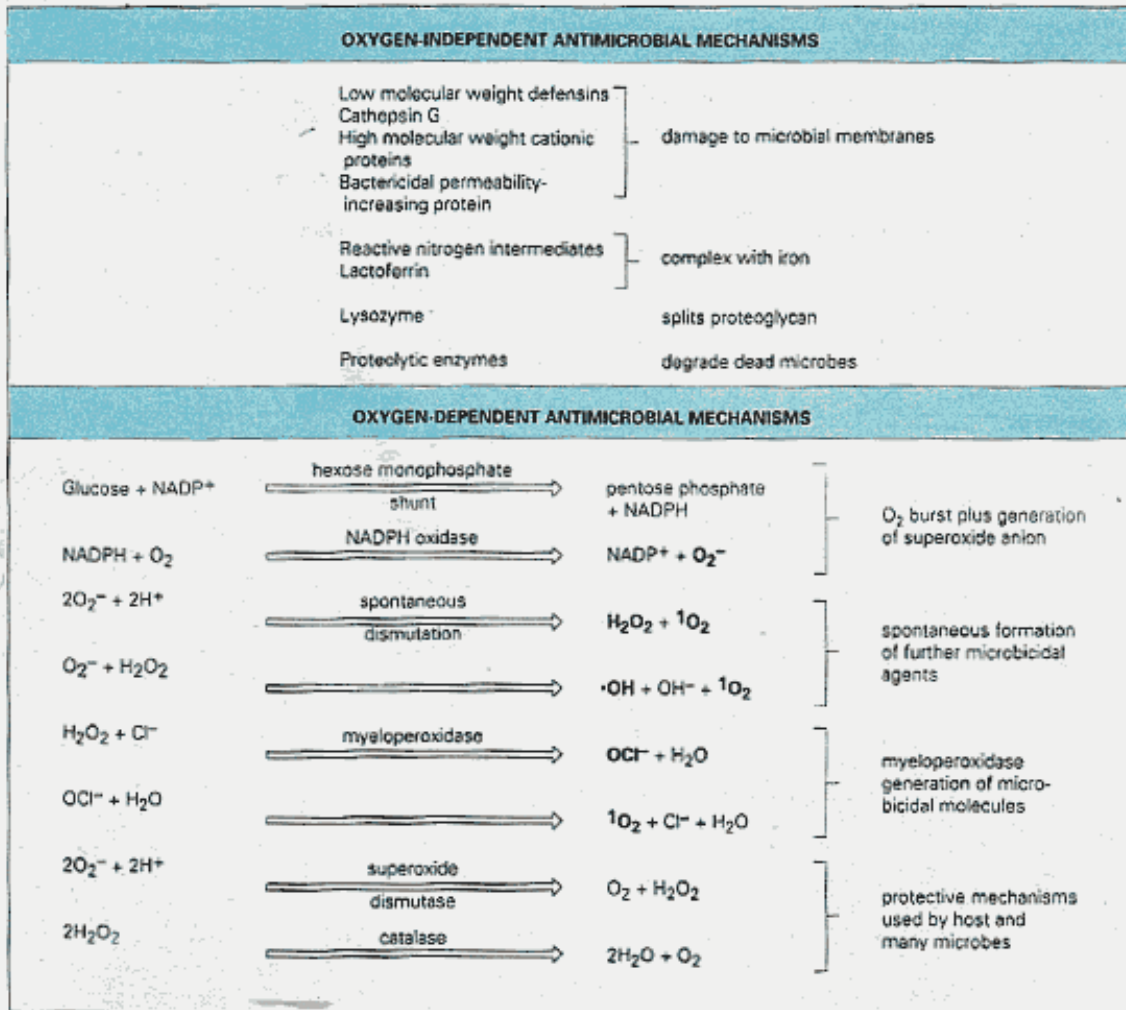 OXYGEN-INDEPENDENT ANTIMICROBIAL MECHANISMS
Low molecular weight defensins
Cathepsin G
High molecular weight cationic
proteins
Bactericidal permeability-
increasing protein
damage to microbial membranes
Reactive nitrogen intermediates
Lactoferrin
complex with iron
Lysozyme
splits proteoglycan
Proteolytic enzymes
degrade dead microbes
OXYGEN-DEPENDENT ANTIMICROBIAL MECHANISMS
Glucose + NADP⁺
hexose monophosphate
shunt
pentose phosphate
+ NADPH
NADPH + O₂
NADPH oxidase
NADP⁺ + O₂⁻
O₂ burst plus generation
of superoxide anion
2O₂⁻ + 2H⁺
spontaneous
dismutation
H₂O₂ + ¹O₂
O₂⁻ + H₂O₂
·OH + OH⁻ + ¹O₂
spontaneous formation
of further microbicidal
agents
H₂O₂ + Cl⁻
myeloperoxidase
OCl⁻ + H₂O
OCl⁻ + H₂O
¹O₂ + Cl⁻ + H₂O
myeloperoxidase
generation of micro-
bicidal molecules
2O₂⁻ + 2H⁺
superoxide
dismutase
O₂ + H₂O₂
2H₂O₂
catalase
2H₂O + O₂
protective mechanisms
used by host and
many microbes